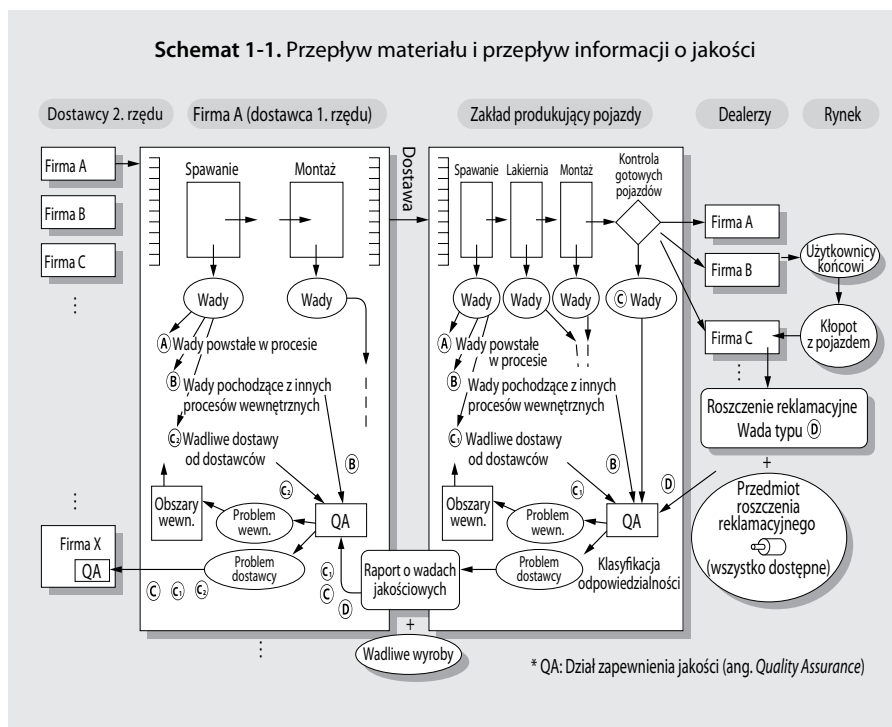 Schemat 1-1. Przepływ materiału i przepływ informacji o jakości
Dostawcy 2. rzędu
Firma A (dostawca 1. rzędu)
Zakład produkujący pojazdy
Dealerzy
Rynek
Firma A
Firma B
Firma C
⋮
⋮
Firma X
QA
Spawanie
Montaż
Wady
Wady
Ⓐ Wady powstałe w procesie
Ⓑ Wady pochodzące z innych
procesów wewnętrznych
C₂ Wadliwe dostawy
od dostawców
Ⓑ
C₂
Obszary
wewn.
Problem
wewn.
QA
Problem
dostawcy
Ⓒ C₁ C₂
C₁
Ⓒ
Ⓓ
⋮
Dostawa
Raport o wadach
jakościowych
+
Wadliwe wyroby
Spawanie
Lakiernia
Montaż
Kontrola
gotowych
pojazdów
Wady
Wady
Wady
Ⓒ Wady
Ⓐ Wady powstałe
w procesie
Ⓑ Wady pochodzące z innych
procesów wewnętrznych
C₁ Wadliwe dostawy
od dostawców
Ⓑ
C₁
Ⓓ
Obszary
wewn.
Problem
wewn.
QA
Problem
dostawcy
Klasyfikacja
odpowiedzialności
Firma A
Firma B
Firma C
⋮
Użytkownicy
końcowi
Kłopot
z pojazdem
Roszczenie reklamacyjne
Wada typu Ⓓ
+
Przedmiot
roszczenia
reklamacyjnego
(wszystko dostępne)
* QA: Dział zapewnienia jakości (ang. Quality Assurance)